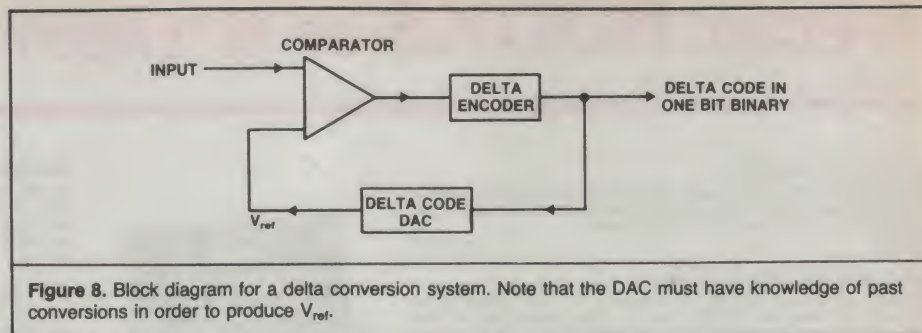 COMPARATOR
INPUT
DELTA
ENCODER
DELTA CODE IN
ONE BIT BINARY
DELTA CODE
DAC
Vref
Figure 8. Block diagram for a delta conversion system. Note that the DAC must have knowledge of past
conversions in order to produce Vref.